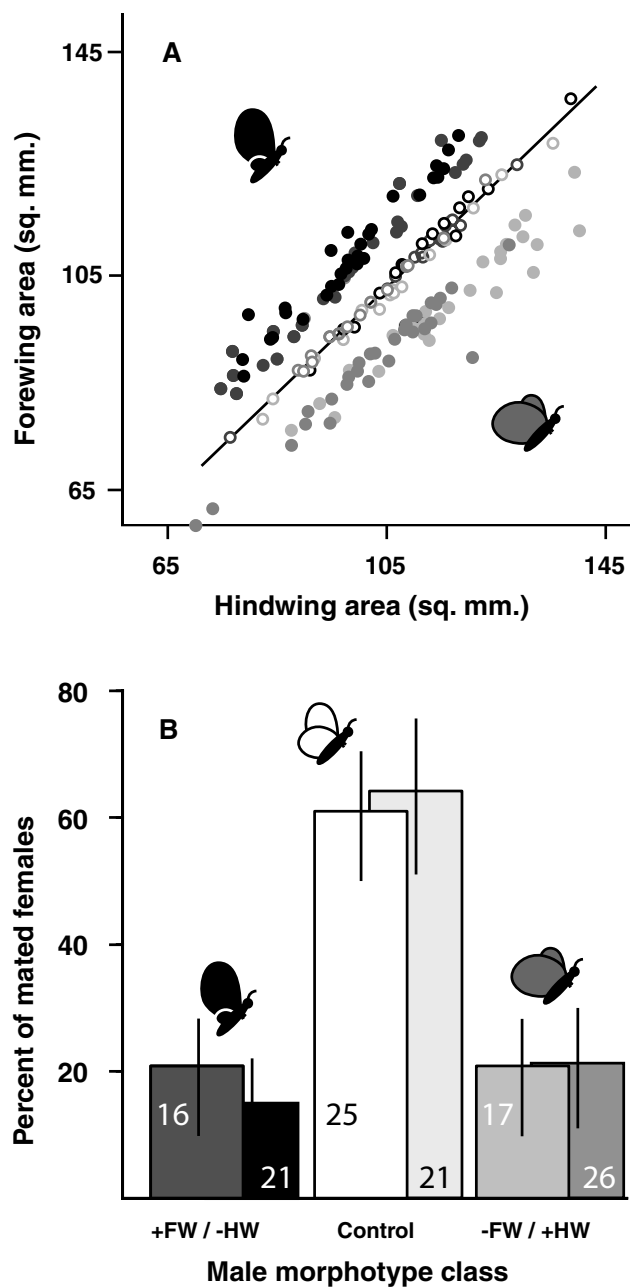 A
145
105
65
Forewing area (sq. mm.)
65 105 145
Hindwing area (sq. mm.)
B
80
60
40
20
Percent of mated females
16 21 25 21 17 26
+FW / -HW Control -FW / +HW
Male morphotype class